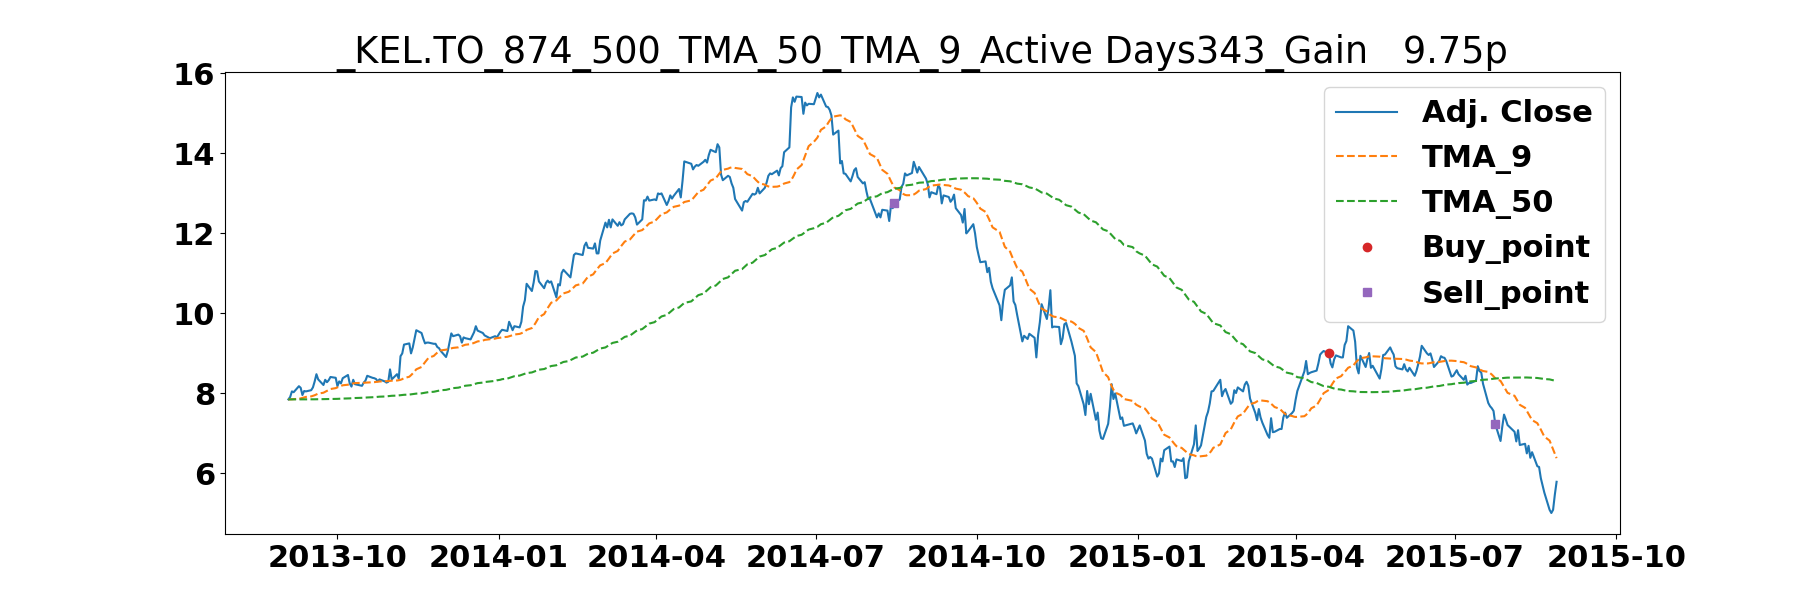 _KEL.TO_874_500_TMA_50_TMA_9_Active Days343_Gain   9.75p
16
14
12
10
8
6
Adj. Close
TMA_9
TMA_50
Buy_point
Sell_point
2013-10 2014-01 2014-04 2014-07 2014-10 2015-01 2015-04 2015-07 2015-10